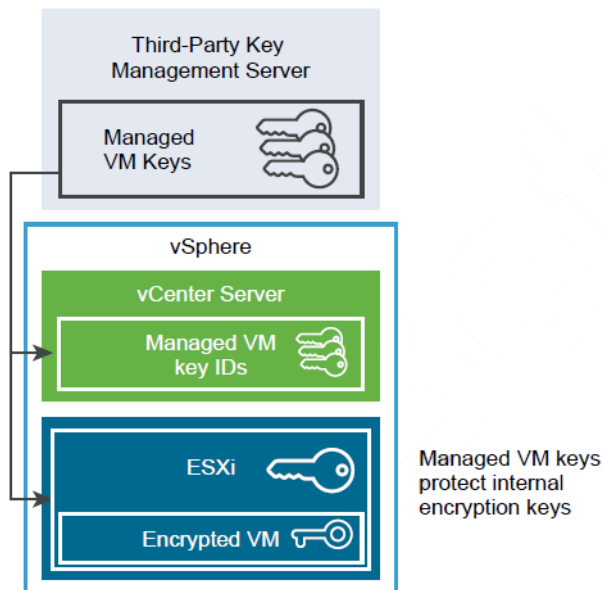 Third-Party Key
Management Server
Managed
VM Keys
vSphere
vCenter Server
Managed VM
key IDs
ESXi
Encrypted VM
Managed VM keys
protect internal
encryption keys